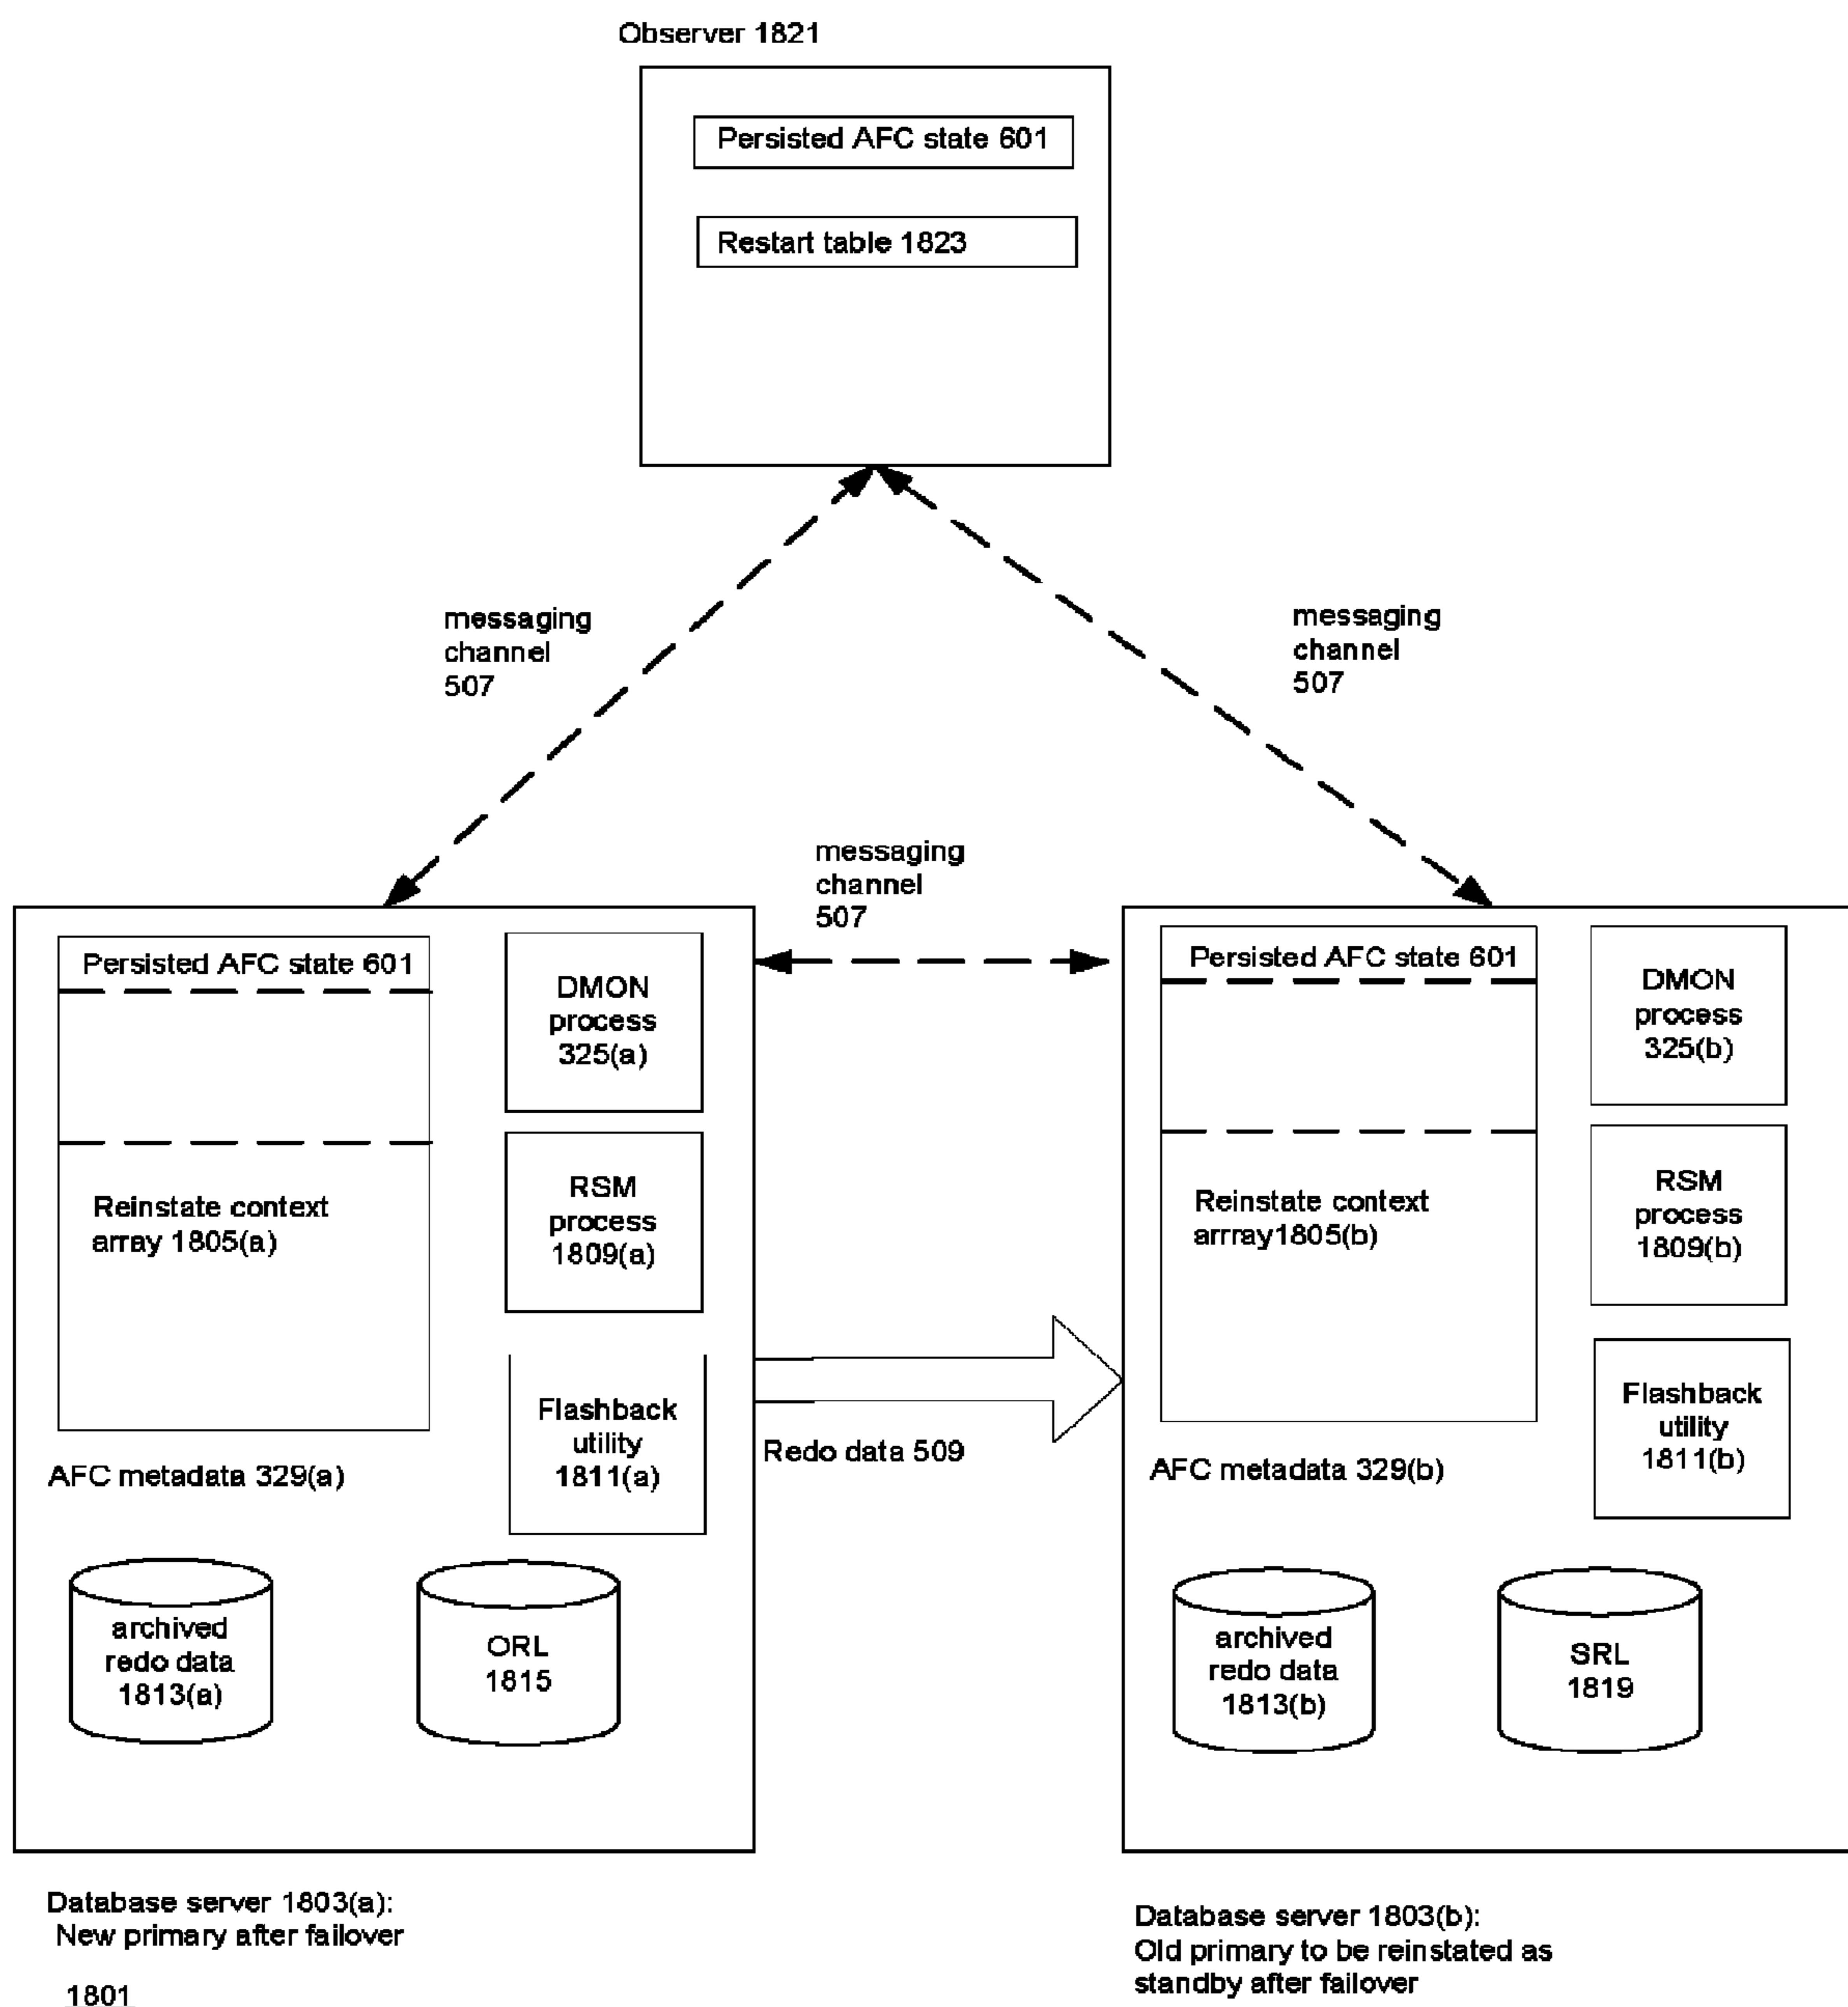 Observer 1821
Persisted AFC state 601
Restart table 1823
messaging
channel
507
messaging
channel
507
messaging
channel
507
Persisted AFC state 601
DMON
process
325(a)
Reinstate context
array 1805(a)
RSM
process
1809(a)
Flashback
utility
1811(a)
AFC metadata 329(a)
archived
redo data
1813(a)
ORL
1815
Redo data 509
Persisted AFC state 601
DMON
process
325(b)
Reinstate context
arrray1805(b)
RSM
process
1809(b)
Flashback
utility
1811(b)
AFC metadata 329(b)
archived
redo data
1813(b)
SRL
1819
Database server 1803(a):
New primary after failover
1801
Database server 1803(b):
Old primary to be reinstated as
standby after failover